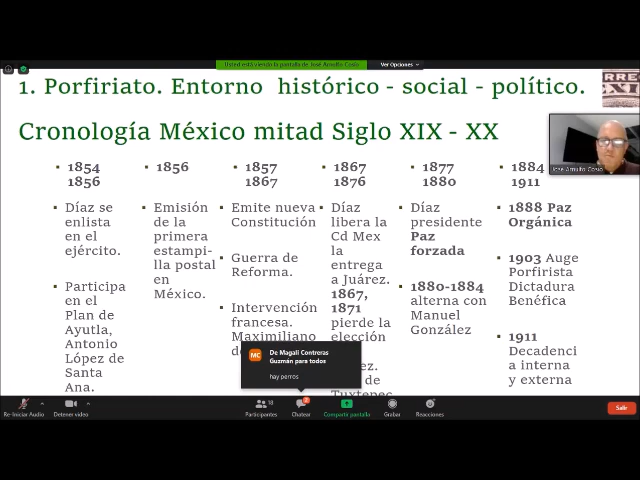 Usted está viendo la pantalla de José Arnulfo Cosio
Ver Opciones
1. Porfiriato. Entorno histórico - social - político.
Cronología México mitad Siglo XIX - XX
José Arnulfo Cosio
1854
1856
Díaz se
enlista
en el
ejército.
Participa
en el
Plan de
Ayutla,
Antonio
López de
Santa
Ana.
1856
Emisión
de la
primera
estampi-
lla postal
en
México.
1857
1867
Emite nueva
Constitución
Guerra de
Reforma.
Intervención
francesa.
Maximiliano
1867
1876
Díaz
libera la
Cd Mex
la
entrega
a Juárez.
1867,
1871
pierde la
elección
de
Tuxtepec
1877
1880
Díaz
presidente
Paz
forzada
1880-1884
alterna con
Manuel
González
1884
1911
1888 Paz
Orgánica
1903 Auge
Porfirista
Dictadura
Benéfica
1911
Decadenci
a interna
y externa
MC
De Magali Contreras
Guzmán para todos
hay perros
Re-Iniciar Audio
Detener video
Participantes
18
Chatear
Compartir pantalla
Grabar
Reacciones
Salir